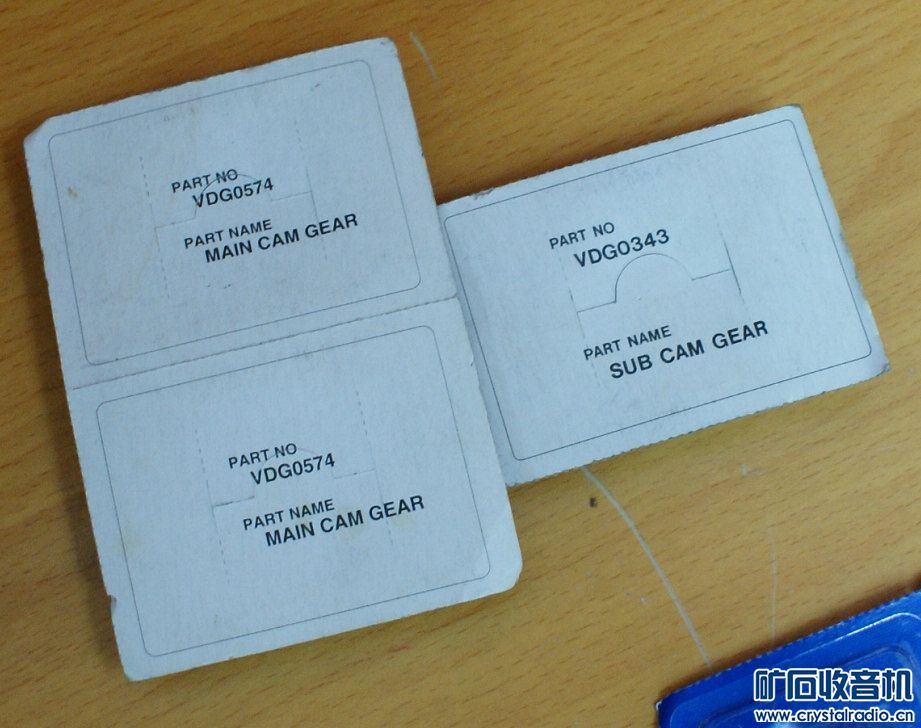 PART NO
VDG0574
PART NAME
MAIN CAM GEAR
PART NO
VDG0574
PART NAME
MAIN CAM GEAR
PART NO
VDG0343
PART NAME
SUB CAM GEAR
矿石收音机
www.crystalradio.cn